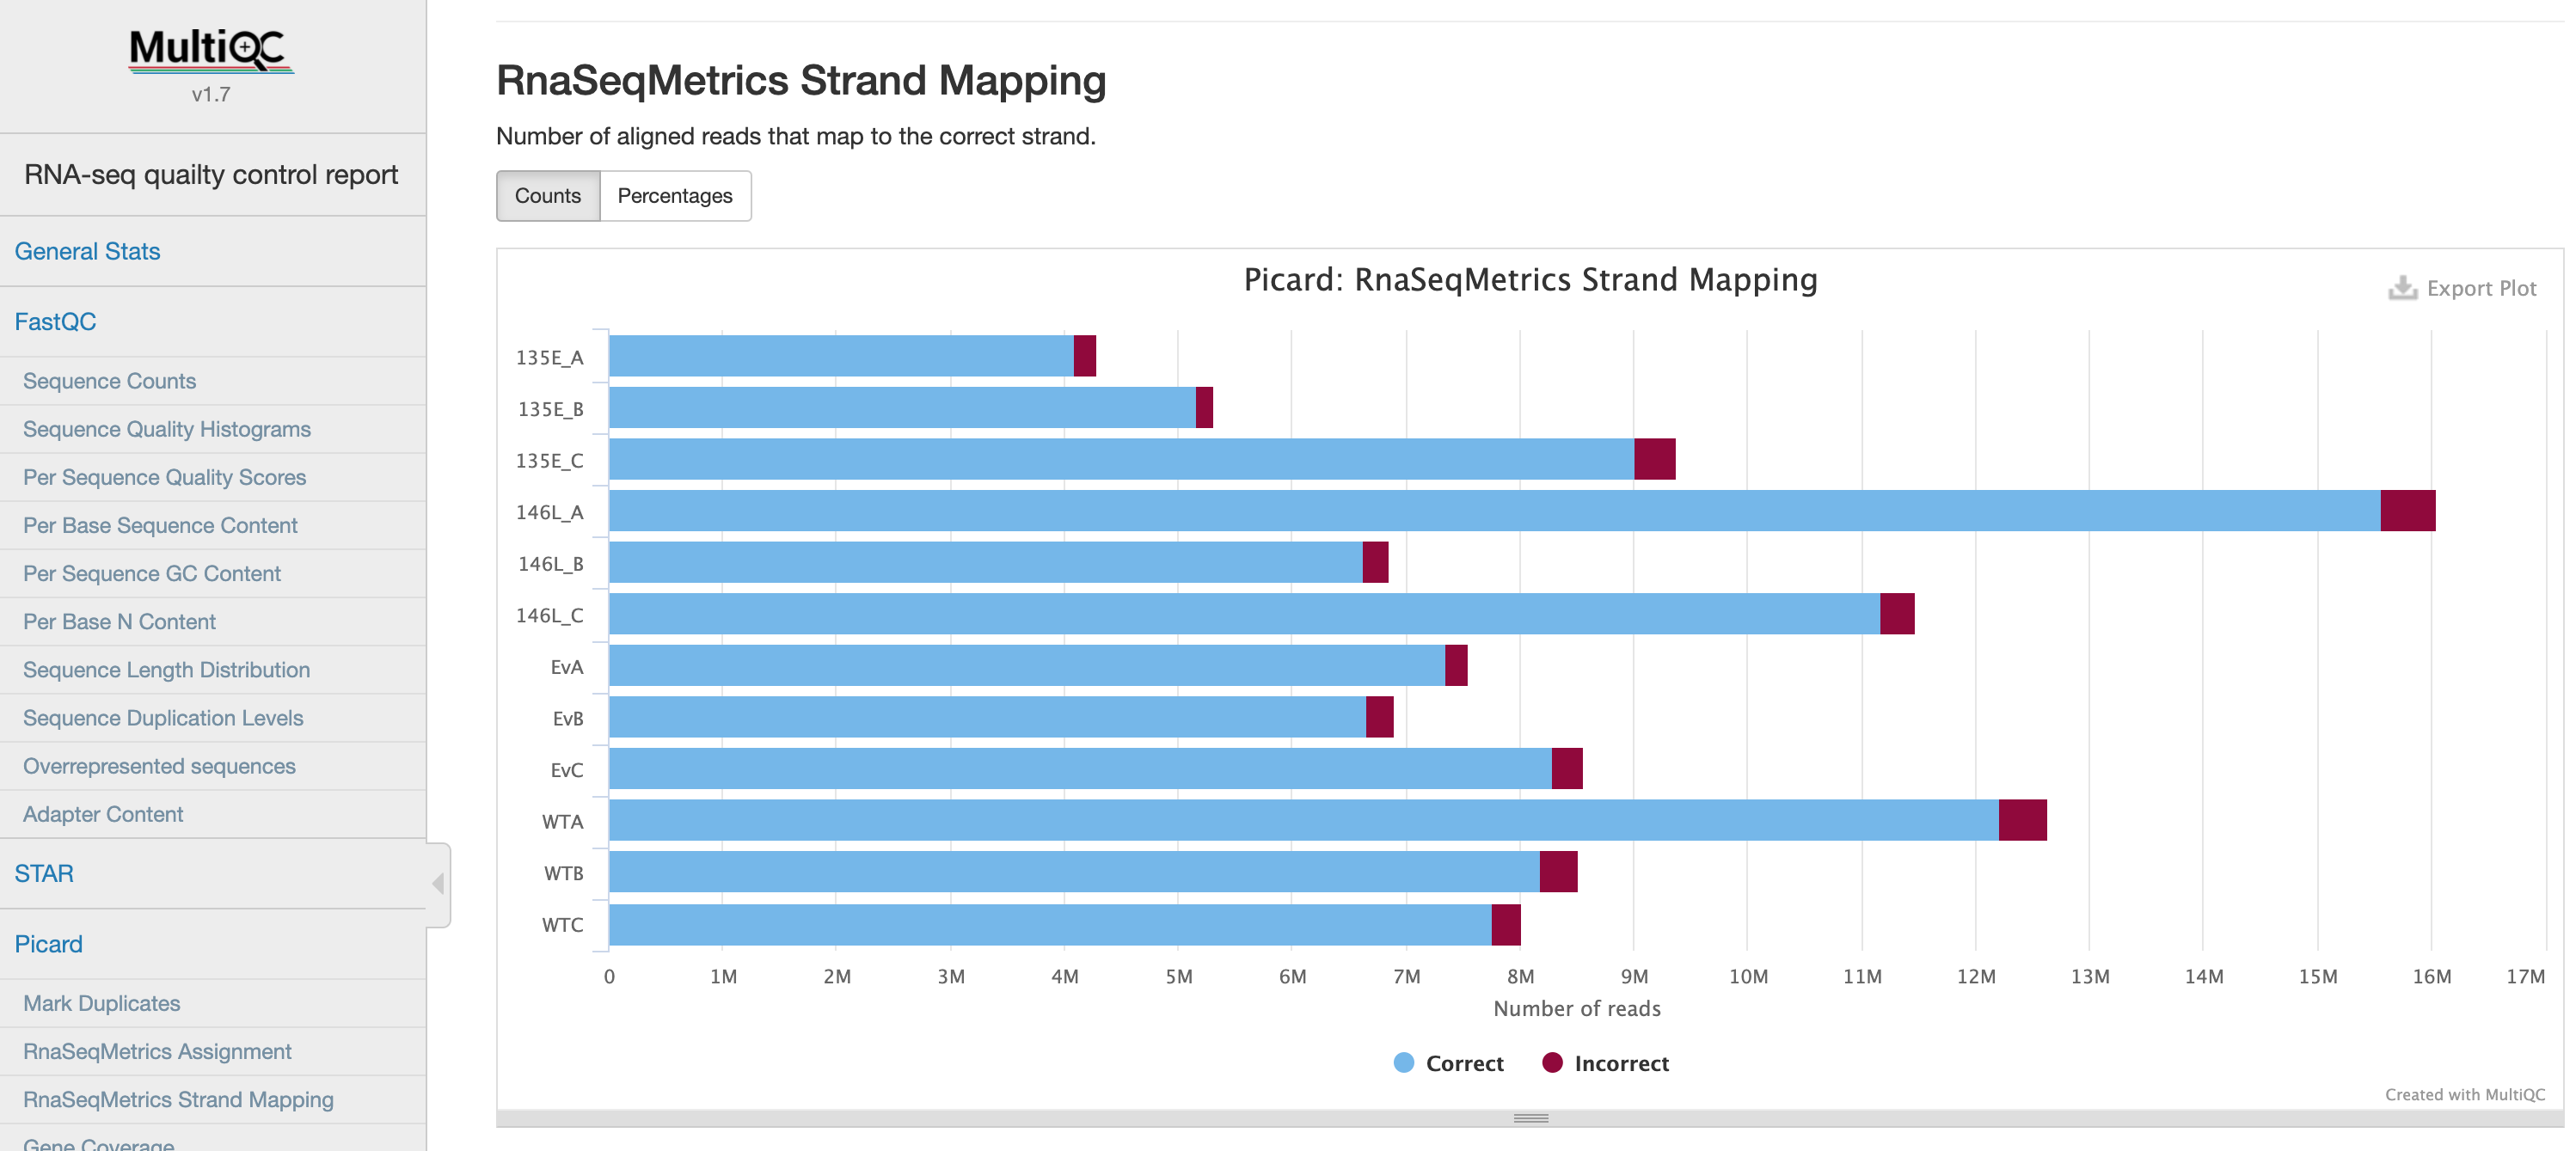 MultiQC
v1.7
RNA-seq quailty control report
General Stats
FastQC
Sequence Counts
Sequence Quality Histograms
Per Sequence Quality Scores
Per Base Sequence Content
Per Sequence GC Content
Per Base N Content
Sequence Length Distribution
Sequence Duplication Levels
Overrepresented sequences
Adapter Content
STAR
Picard
Mark Duplicates
RnaSeqMetrics Assignment
RnaSeqMetrics Strand Mapping
Gene Coverage
RnaSeqMetrics Strand Mapping
Number of aligned reads that map to the correct strand.
Counts Percentages
Picard: RnaSeqMetrics Strand Mapping
Export Plot
135E_A
135E_B
135E_C
146L_A
146L_B
146L_C
EvA
EvB
EvC
WTA
WTB
WTC
0 1M 2M 3M 4M 5M 6M 7M 8M 9M 10M 11M 12M 13M 14M 15M 16M 17M
Number of reads
Correct Incorrect
Created with MultiQC